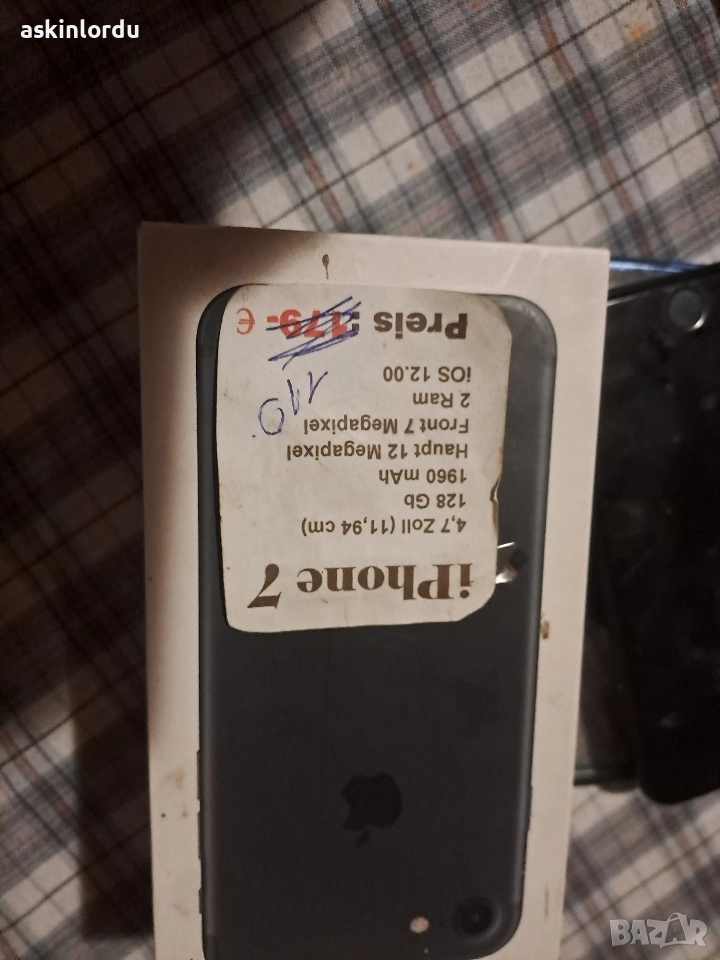 askinlordu
iPhone 7
4,7 Zoll (11,94 cm)
128 Gb
1960 mAh
Haupt 12 Megapixel
Front 7 Megapixel
2 Ram
iOS 12.00
110.
Preis : 179,- €
BAZAR